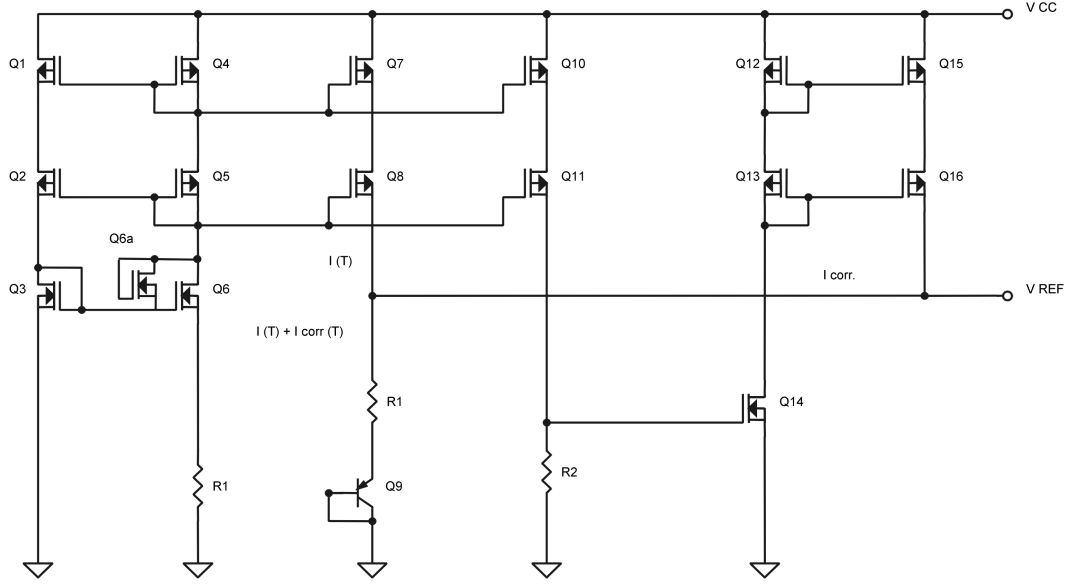 V CC
Q1
Q4
Q7
Q10
Q12
Q15
Q2
Q5
Q8
Q11
Q13
Q16
Q6a
I (T)
I corr.
Q3
Q6
V REF
I (T) + I corr (T)
R1
Q14
R1
Q9
R2